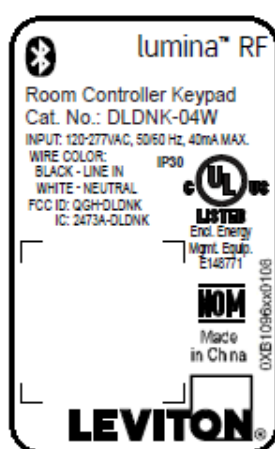 lumina™ RF
Room Controller Keypad
Cat. No.: DLDNK-04W
INPUT: 120-277VAC, 50/60 Hz, 40mA MAX.
WIRE COLOR:
BLACK - LINE IN
WHITE - NEUTRAL
FCC ID: QGH-DLDNK
IC: 2473A-DLDNK
IP30
c UL US
LISTED
Encl. Energy
Mgmt. Equip.
E148771
NOM
Made
in China
0XB1096xx0108
LEVITON®